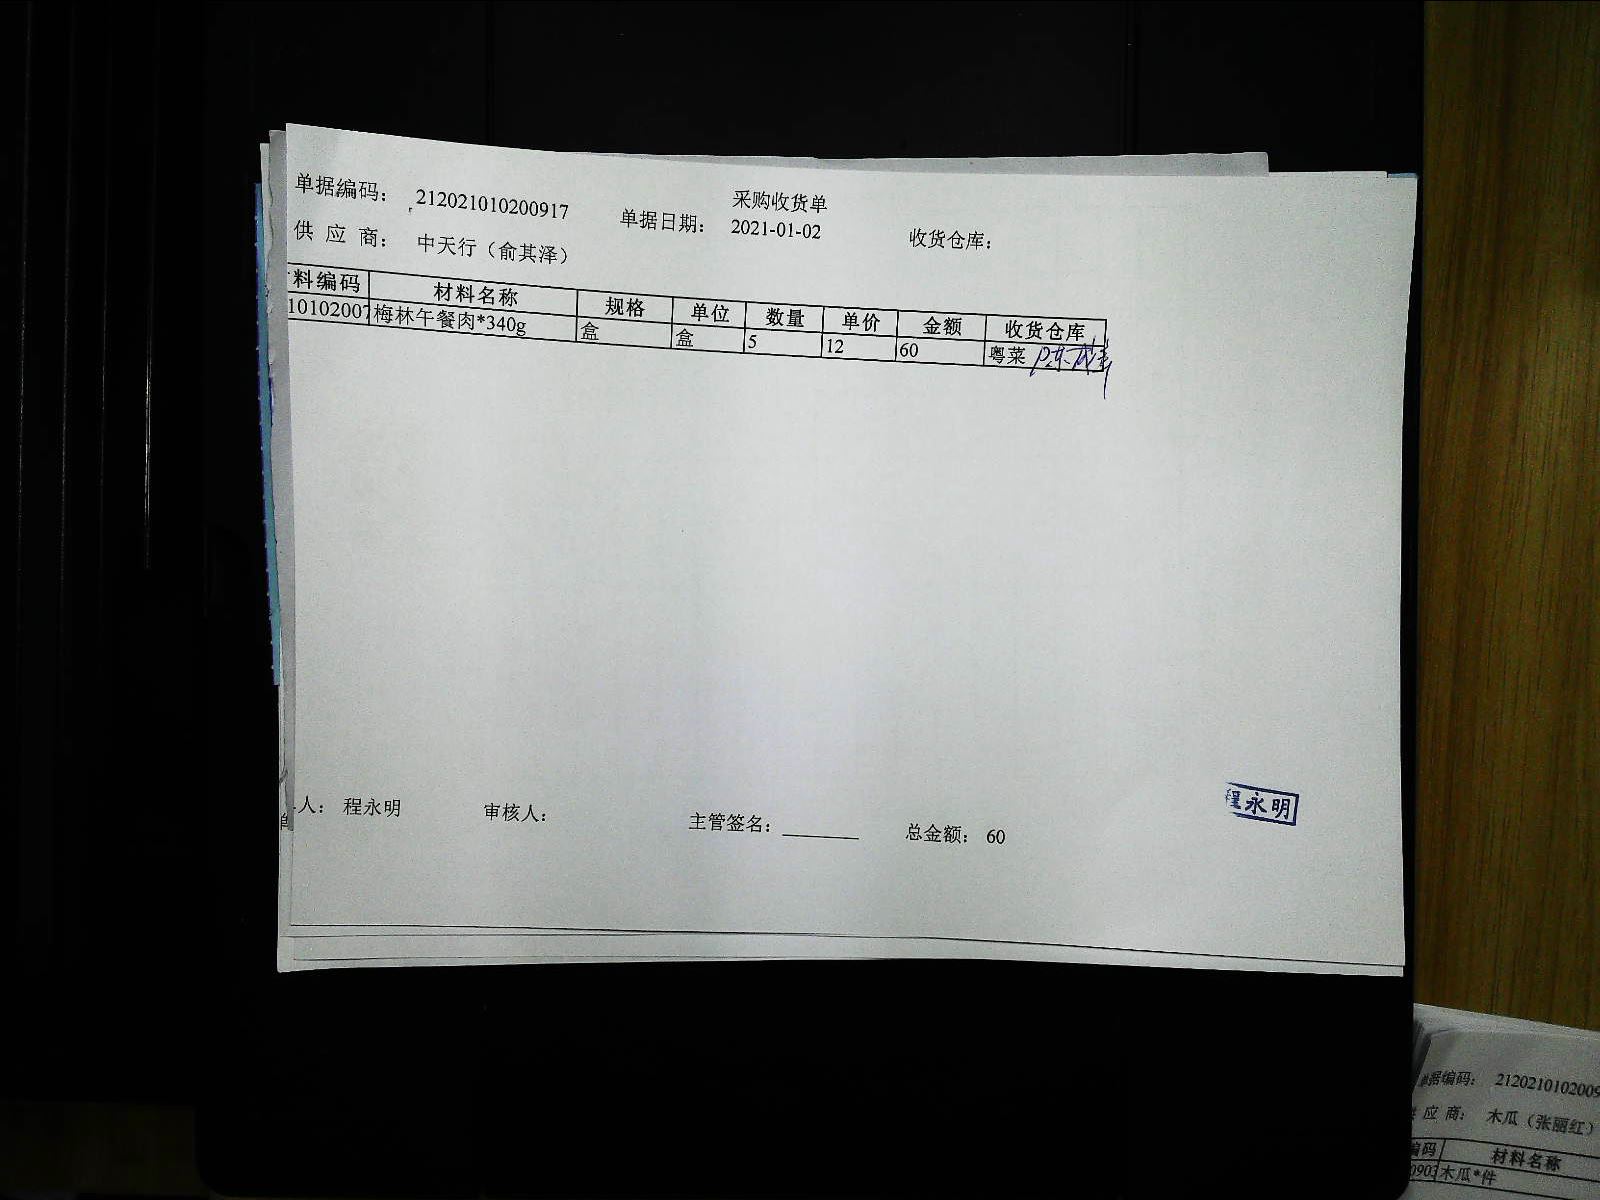 采购收货单
单据编码： 212021010200917 单据日期： 2021-01-02 收货仓库：
供 应 商： 中天行（俞其泽）
料编码 材料名称 规格 单位 数量 单价 金额 收货仓库
10102007 梅林午餐肉*340g 盒 盒 5 12 60 粤菜
人： 程永明 审核人： 主管签名： 总金额： 60
程永明
单据编码： 2120210102009
应 商： 木瓜（张丽红）
编码 材料名称
0903 木瓜*件